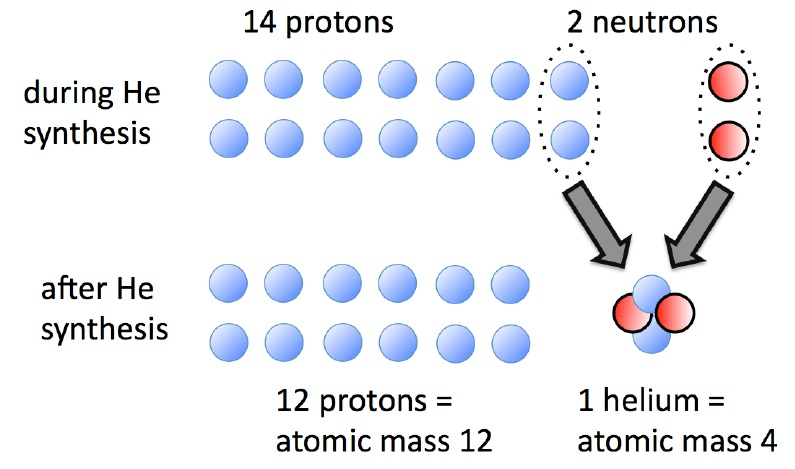 14 protons
2 neutrons
during He
synthesis
after He
synthesis
12 protons =
atomic mass 12
1 helium =
atomic mass 4